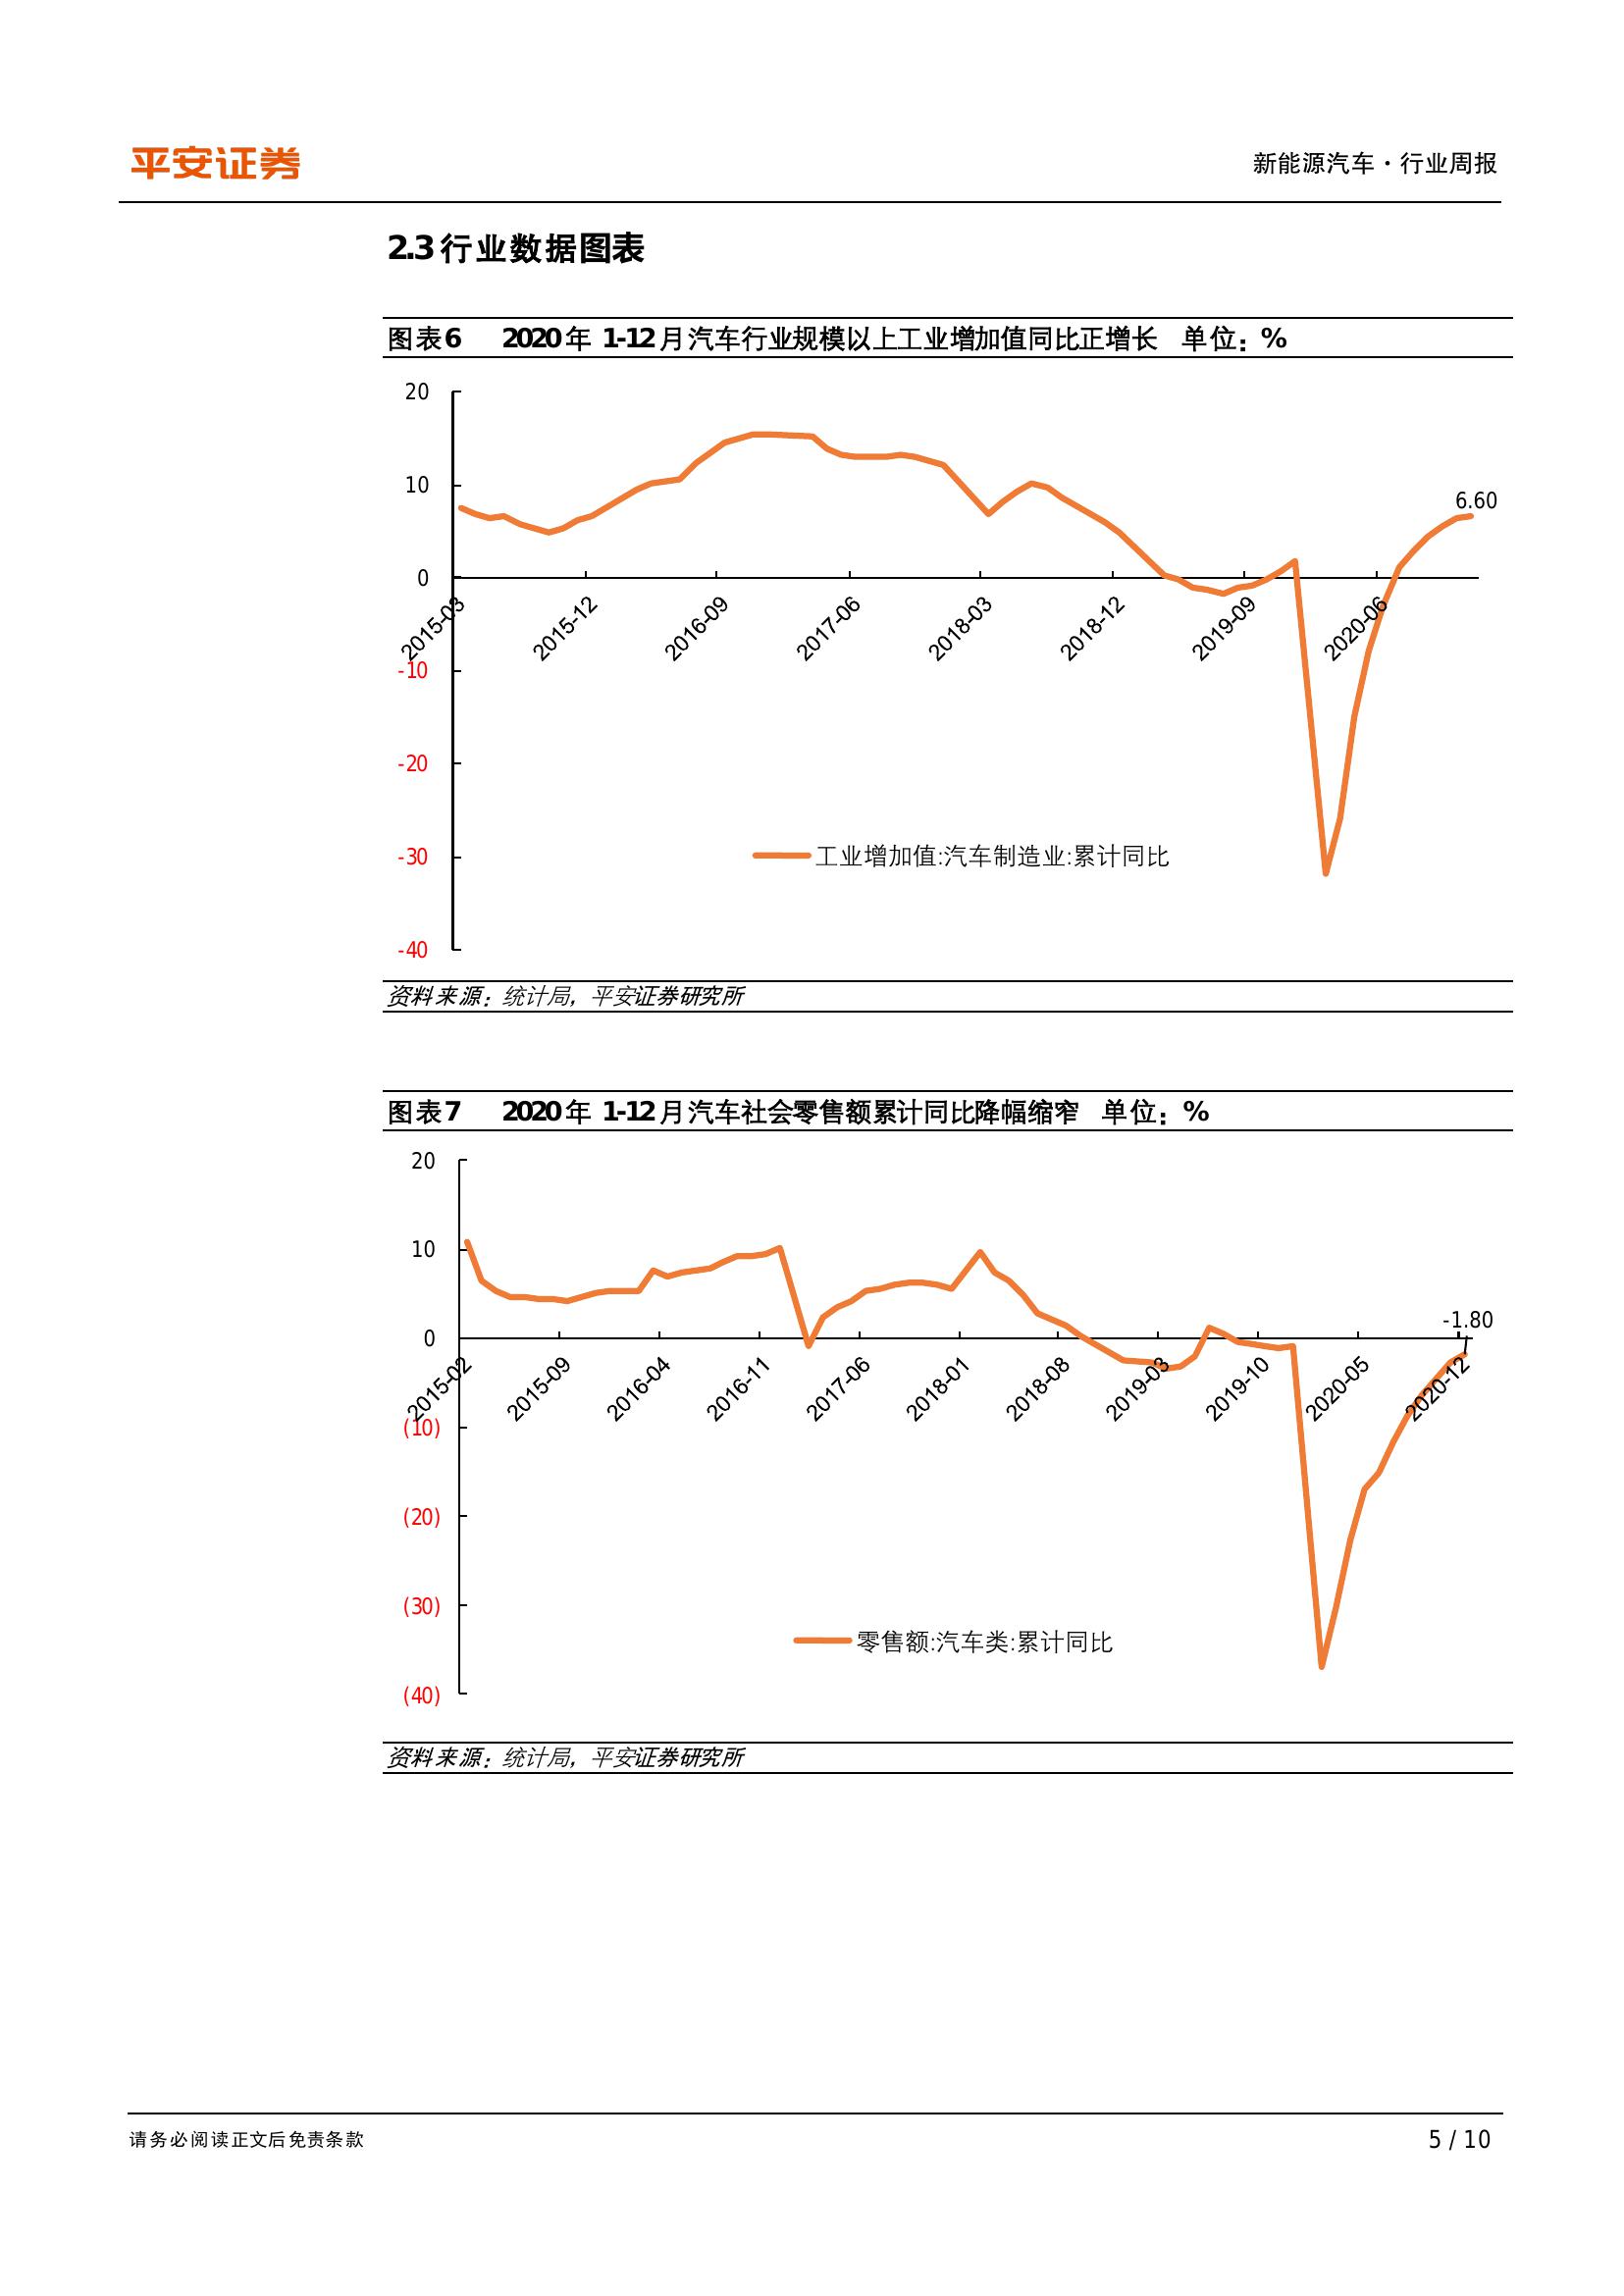 平安证券
新能源汽车·行业周报
2.3 行业数据图表
图表6 2020年 1-12月汽车行业规模以上工业增加值同比正增长 单位：%
20
10
6.60
0
2015-03 2015-12 2016-09 2017-06 2018-03 2018-12 2019-09 2020-06
-10
-20
-30
工业增加值:汽车制造业:累计同比
-40
资料来源：统计局，平安证券研究所
图表7 2020年 1-12月汽车社会零售额累计同比降幅缩窄 单位：%
20
10
-1.80
0
2015-02 2015-09 2016-04 2016-11 2017-06 2018-01 2018-08 2019-03 2019-10 2020-05 2020-12
(10)
(20)
(30)
零售额:汽车类:累计同比
(40)
资料来源：统计局，平安证券研究所
请务必阅读正文后免责条款
5 / 10